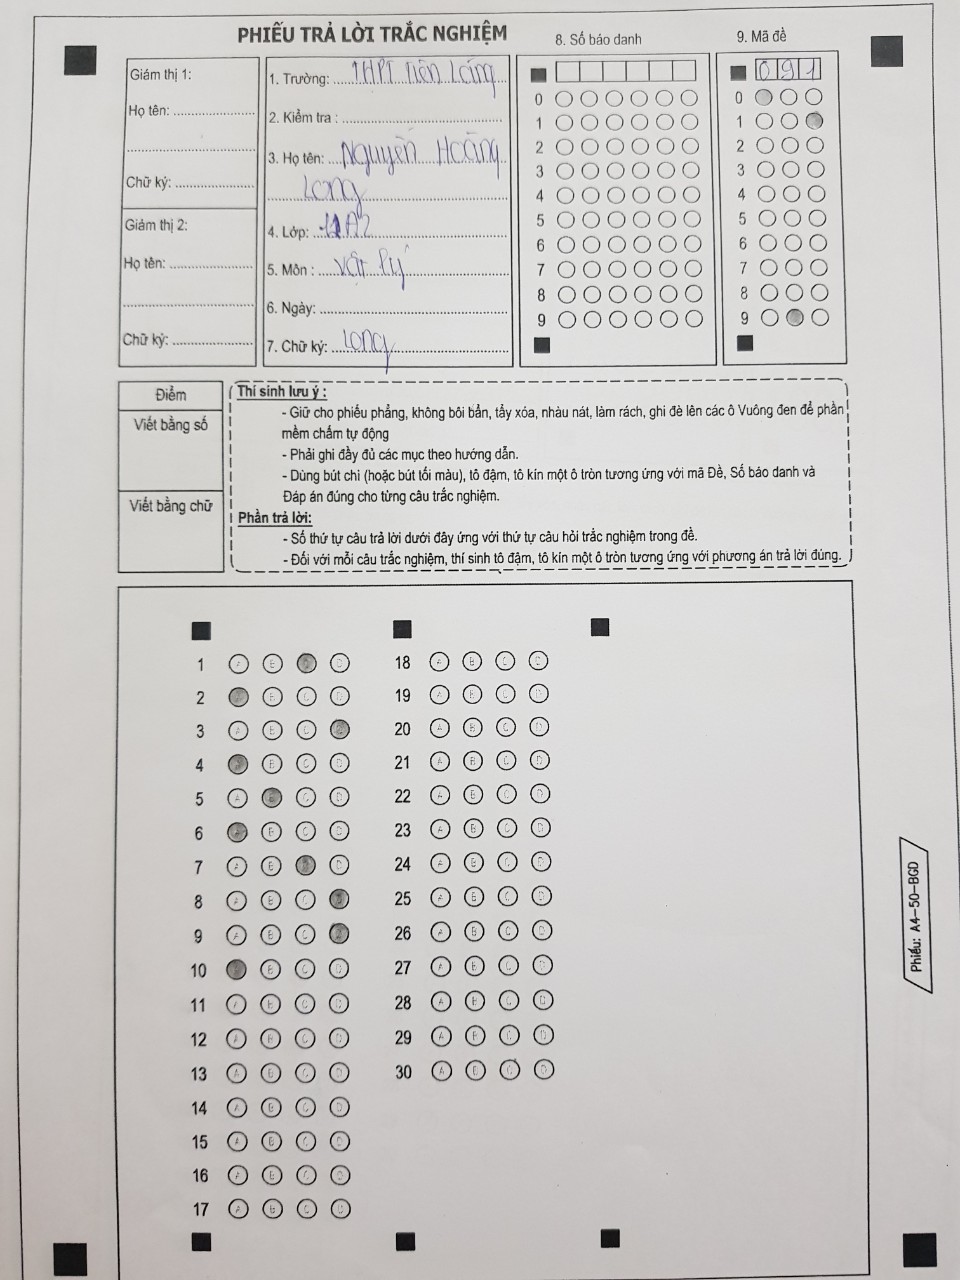 PHIẾU TRẢ LỜI TRẮC NGHIỆM
8. Số báo danh
9. Mã đề
Giám thị 1:
Họ tên:
Chữ ký:
Giám thị 2:
Họ tên:
Chữ ký:
1. Trường: THPT Tiên Lãng
2. Kiểm tra :
3. Họ tên: Nguyễn Hoàng
Long
4. Lớp: 11A2
5. Môn : Vật lý
6. Ngày:
7. Chữ ký: Long
0
1
2
3
4
5
6
7
8
9
0 9 1
0
1
2
3
4
5
6
7
8
9
Điểm
Viết bằng số
Viết bằng chữ
Thí sinh lưu ý :
- Giữ cho phiếu phẳng, không bôi bẩn, tẩy xóa, nhàu nát, làm rách, ghi đè lên các ô Vuông đen để phần
mềm chấm tự động
- Phải ghi đầy đủ các mục theo hướng dẫn.
- Dùng bút chì (hoặc bút tối màu), tô đậm, tô kín một ô tròn tương ứng với mã Đề, Số báo danh và
Đáp án đúng cho từng câu trắc nghiệm.
Phần trả lời:
- Số thứ tự câu trả lời dưới đây ứng với thứ tự câu hỏi trắc nghiệm trong đề.
- Đối với mỗi câu trắc nghiệm, thí sinh tô đậm, tô kín một ô tròn tương ứng với phương án trả lời đúng.
1 A B D
2 B C D
3 A B C
4 B C D
5 A C D
6 A B C D
7 A B D
8 A B C
9 A B C
10 B C D
11 A B C D
12 A B C D
13 A B C D
14 A B C D
15 A B C D
16 A B C D
17 A B C D
18 A B C D
19 A B C D
20 A B C D
21 A B C D
22 A B C D
23 A B C D
24 A B C D
25 A B C D
26 A B C D
27 A B C D
28 A B C D
29 A B C D
30 A B C D
Phiếu: A4-50-BGD